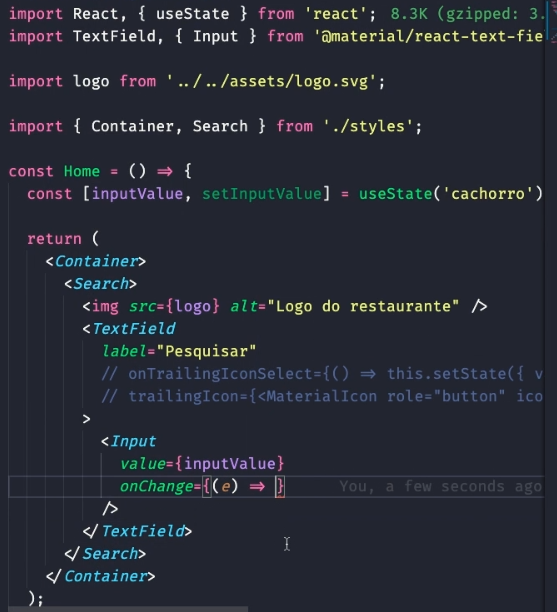 import React, { useState } from 'react'; 8.3K (gzipped: 3.
import TextField, { Input } from '@material/react-text-fie
import logo from '../../assets/logo.svg';
import { Container, Search } from './styles';
const Home = () => {
const [inputValue, setInputValue] = useState('cachorro')
return (
<Container>
<Search>
<img src={logo} alt="Logo do restaurante" />
<TextField
label="Pesquisar"
// onTrailingIconSelect={() => this.setState({ v
// trailingIcon={<MaterialIcon role="button" ico
>
<Input
value={inputValue}
onChange={(e) => } You, a few seconds ago
/>
</TextField>
</Search>
</Container>
);